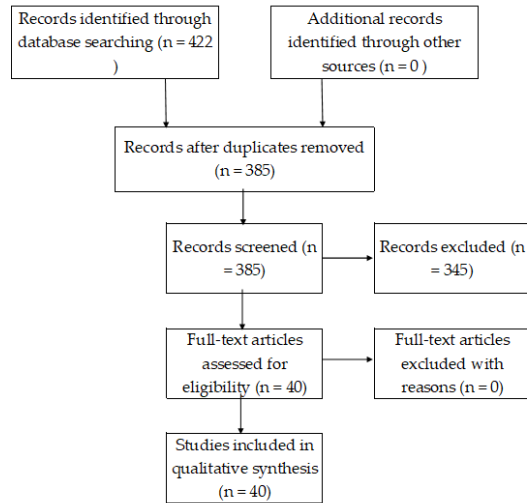 Records identified through
database searching (n = 422
)
Additional records
identified through other
sources (n = 0 )
Records after duplicates removed
(n = 385)
Records screened (n
= 385)
Records excluded (n
= 345)
Full-text articles
assessed for
eligibility (n = 40)
Full-text articles
excluded with
reasons (n = 0)
Studies included in
qualitative synthesis
(n = 40)